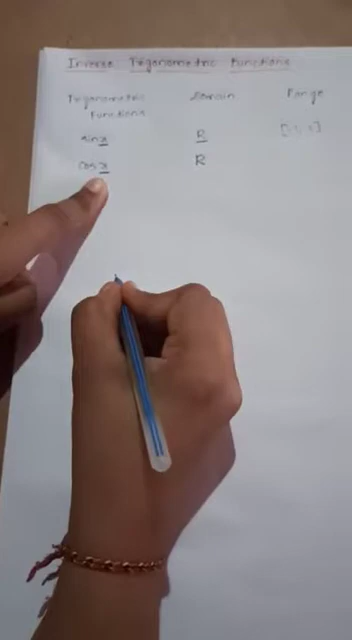 Inverse Trigonometric Functions
Trigonometric Functions Domain Range
sin x R [-1, 1]
cos x R